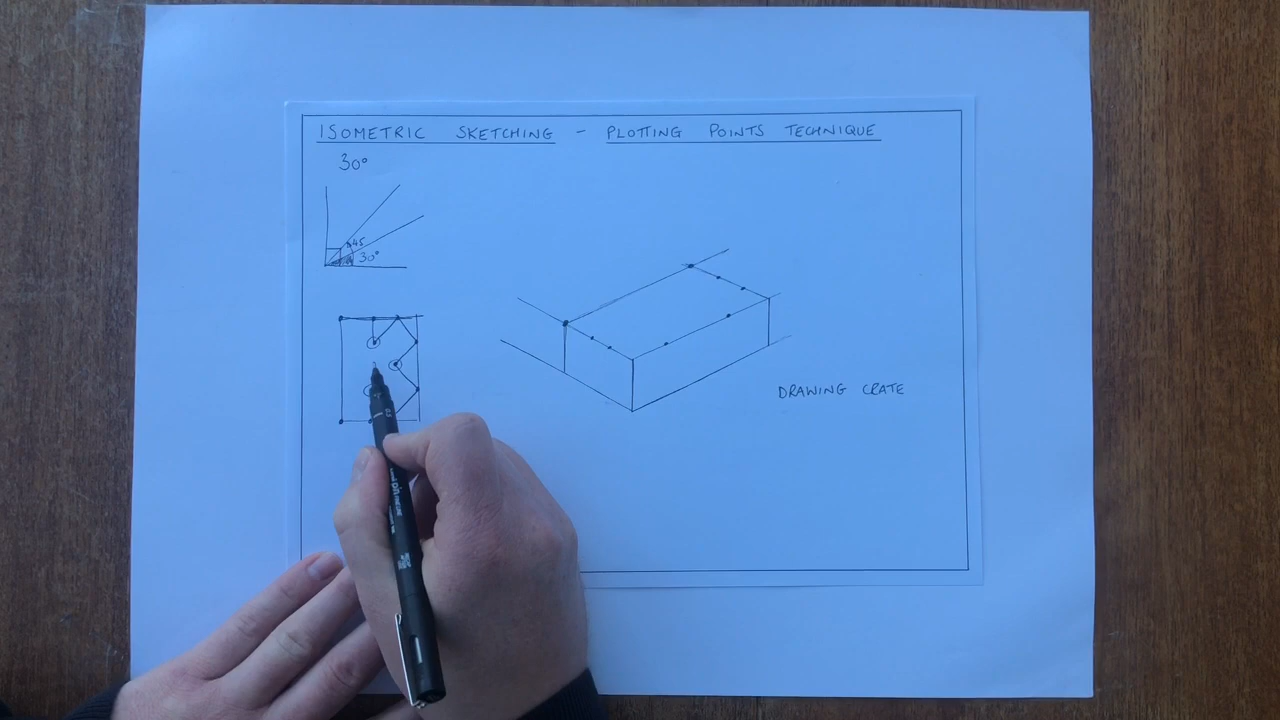 ISOMETRIC SKETCHING - PLOTTING POINTS TECHNIQUE
30°
45
30°
DRAWING CRATE